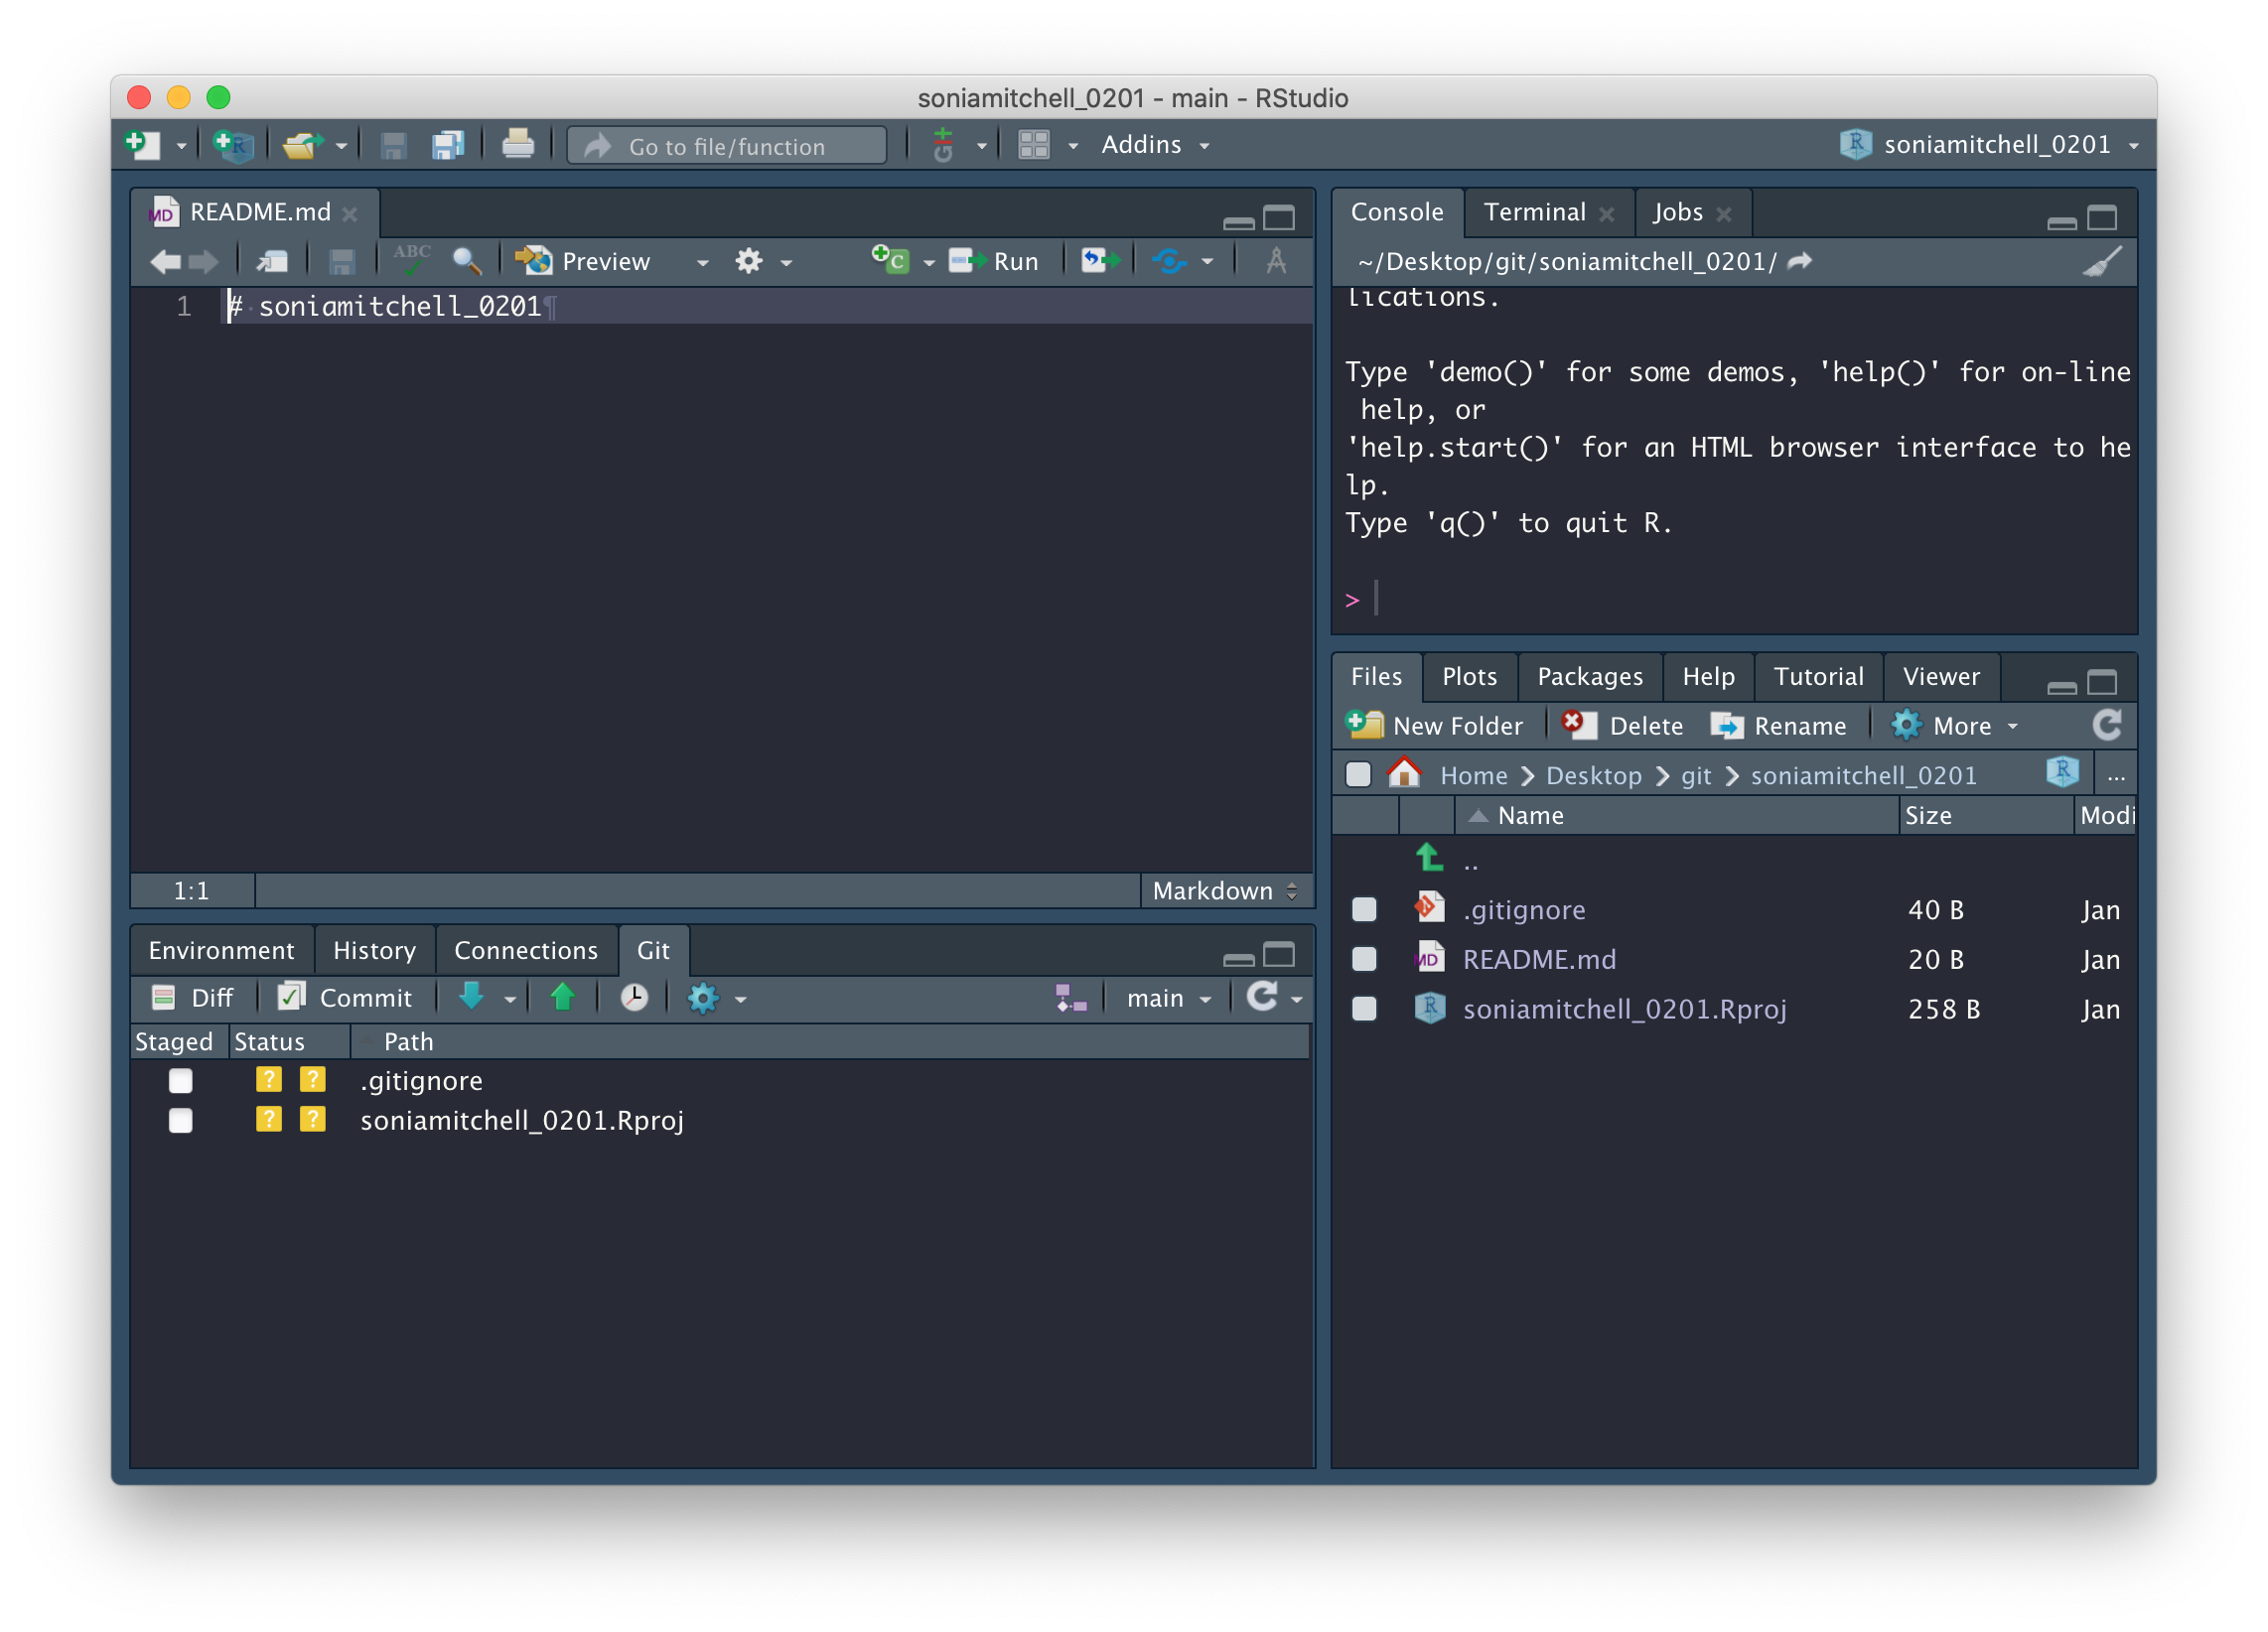 soniamitchell_0201 - main - RStudio
Go to file/function
Git
Addins
soniamitchell_0201
MD README.md
ABC
Preview
C
Run
1
# soniamitchell_0201¶
1:1
Markdown
Environment
History
Connections
Git
Diff
Commit
main
Staged
Status
Path
? ? .gitignore
? ? soniamitchell_0201.Rproj
Console
Terminal
Jobs
~/Desktop/git/soniamitchell_0201/
lications.
Type 'demo()' for some demos, 'help()' for on-line
help, or
'help.start()' for an HTML browser interface to he
lp.
Type 'q()' to quit R.
>
Files
Plots
Packages
Help
Tutorial
Viewer
New Folder
Delete
Rename
More
Home
Desktop
git
soniamitchell_0201
R
...
Name
Size
Modi
..
.gitignore 40 B Jan
MD README.md 20 B Jan
R soniamitchell_0201.Rproj 258 B Jan